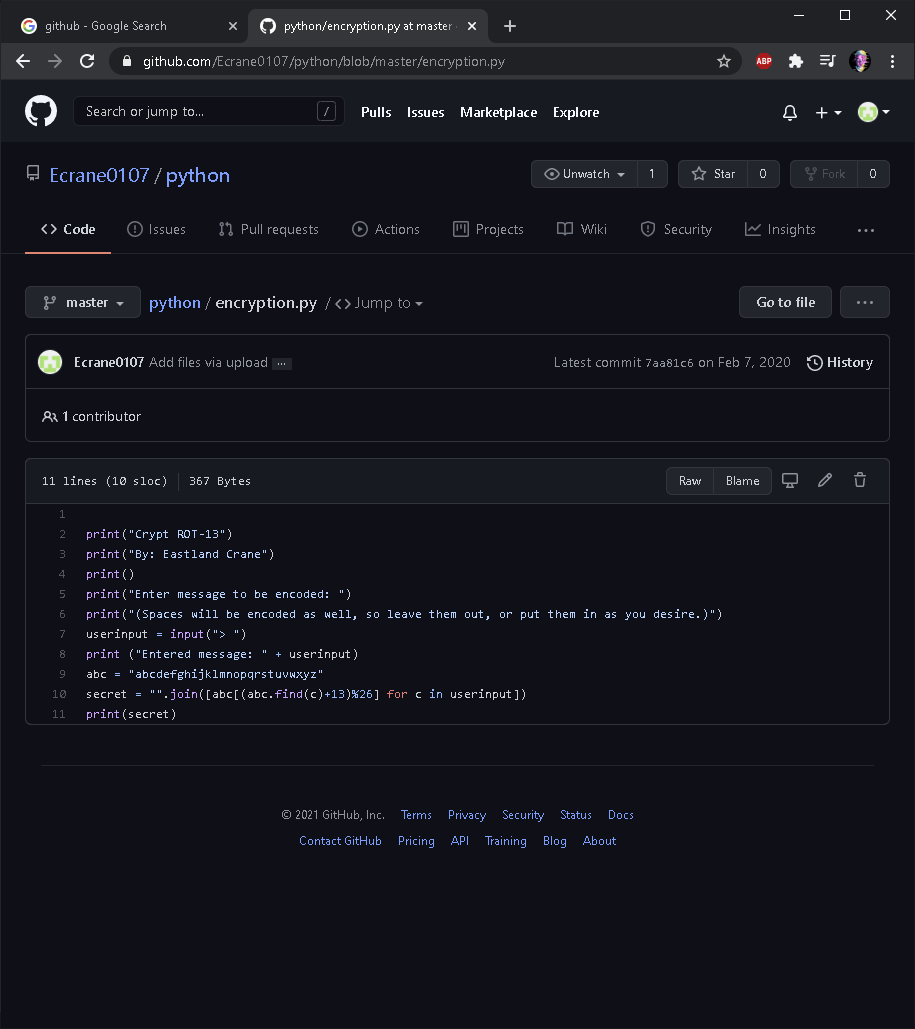 github - Google Search
python/encryption.py at master
github.com/Ecrane0107/python/blob/master/encryption.py
ABP
Search or jump to... /
Pulls Issues Marketplace Explore
Ecrane0107 / python
Unwatch 1 Star 0 Fork 0
Code Issues Pull requests Actions Projects Wiki Security Insights ...
master python / encryption.py / <> Jump to Go to file ...
Ecrane0107 Add files via upload ... Latest commit 7aa81c6 on Feb 7, 2020 History
1 contributor
11 lines (10 sloc) 367 Bytes Raw Blame
1
2 print("Crypt ROT-13")
3 print("By: Eastland Crane")
4 print()
5 print("Enter message to be encoded: ")
6 print("(Spaces will be encoded as well, so leave them out, or put them in as you desire.)")
7 userinput = input("> ")
8 print ("Entered message: " + userinput)
9 abc = "abcdefghijklmnopqrstuvwxyz"
10 secret = "".join([abc[(abc.find(c)+13)%26] for c in userinput])
11 print(secret)
© 2021 GitHub, Inc. Terms Privacy Security Status Docs
Contact GitHub Pricing API Training Blog About